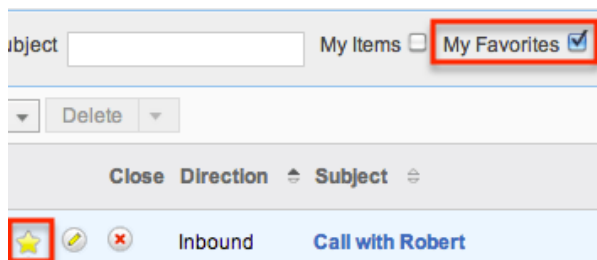 ubject My Items My Favorites
Delete
Close Direction Subject
Inbound Call with Robert